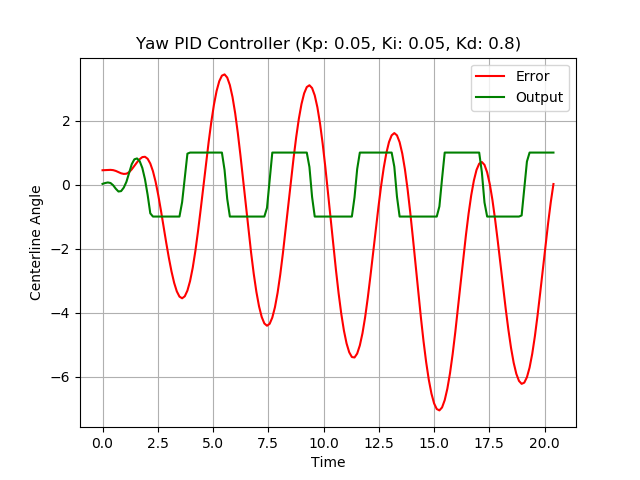 Yaw PID Controller (Kp: 0.05, Ki: 0.05, Kd: 0.8)
Error
Output
Centerline Angle
2
0
−2
−4
−6
0.0 2.5 5.0 7.5 10.0 12.5 15.0 17.5 20.0
Time